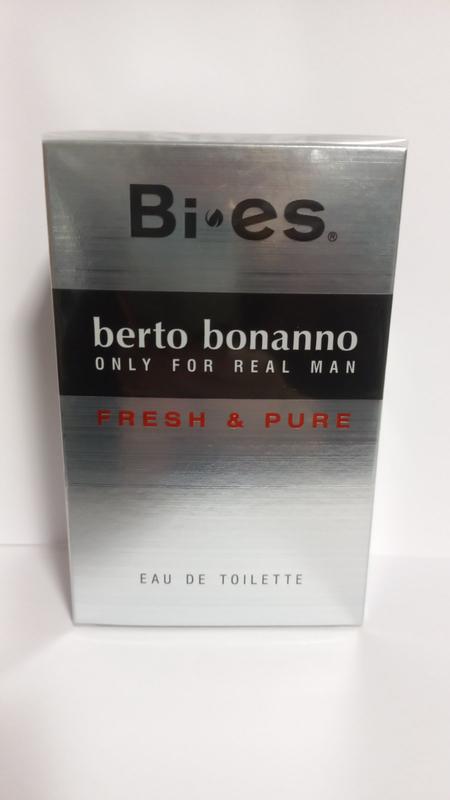 Bi•es®
berto bonanno
ONLY FOR REAL MAN
FRESH & PURE
EAU DE TOILETTE